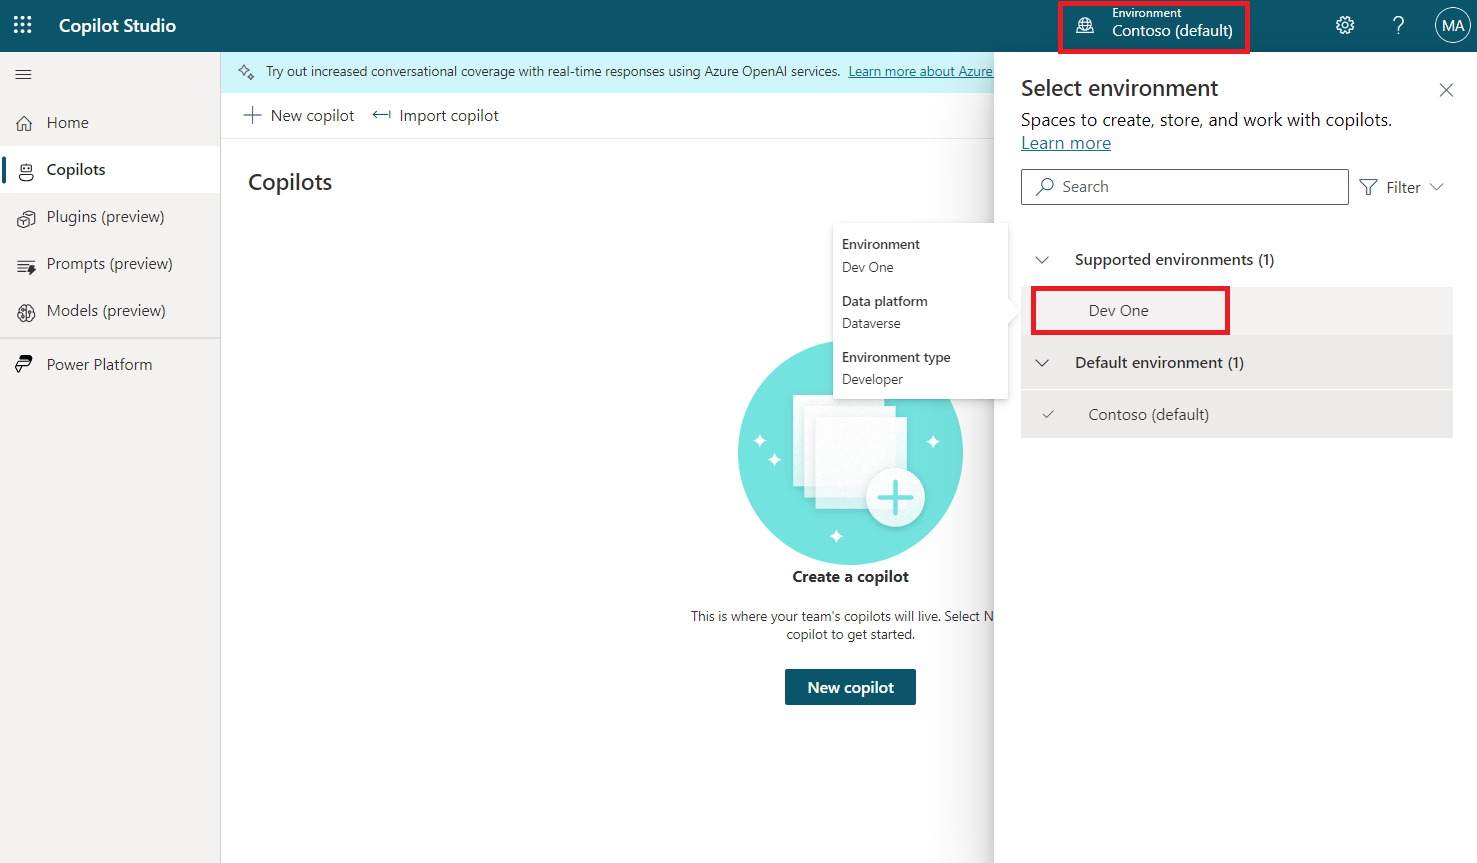 Copilot Studio
Environment
Contoso (default)
?
MA
Home
Copilots
Plugins (preview)
Prompts (preview)
Models (preview)
Power Platform
Try out increased conversational coverage with real-time responses using Azure OpenAI services. Learn more about Azure
New copilot
Import copilot
Copilots
Environment
Dev One
Data platform
Dataverse
Environment type
Developer
Create a copilot
This is where your team's copilots will live. Select N
copilot to get started.
New copilot
Select environment
Spaces to create, store, and work with copilots.
Learn more
Search
Filter
Supported environments (1)
Dev One
Default environment (1)
Contoso (default)